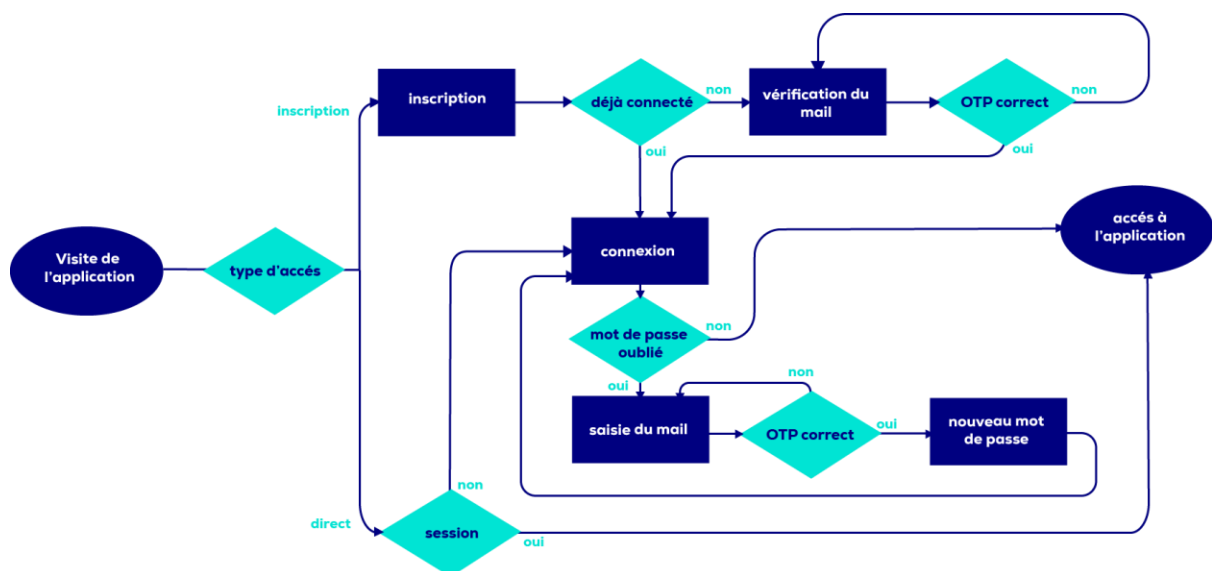 inscription
inscription
déjà connecté
non
oui
vérification du
mail
OTP correct
non
oui
Visite de
l'application
type d'accés
connexion
accés à
l'application
mot de passe
oublié
non
oui
saisie du mail
non
OTP correct
oui
nouveau mot
de passe
direct
session
non
oui